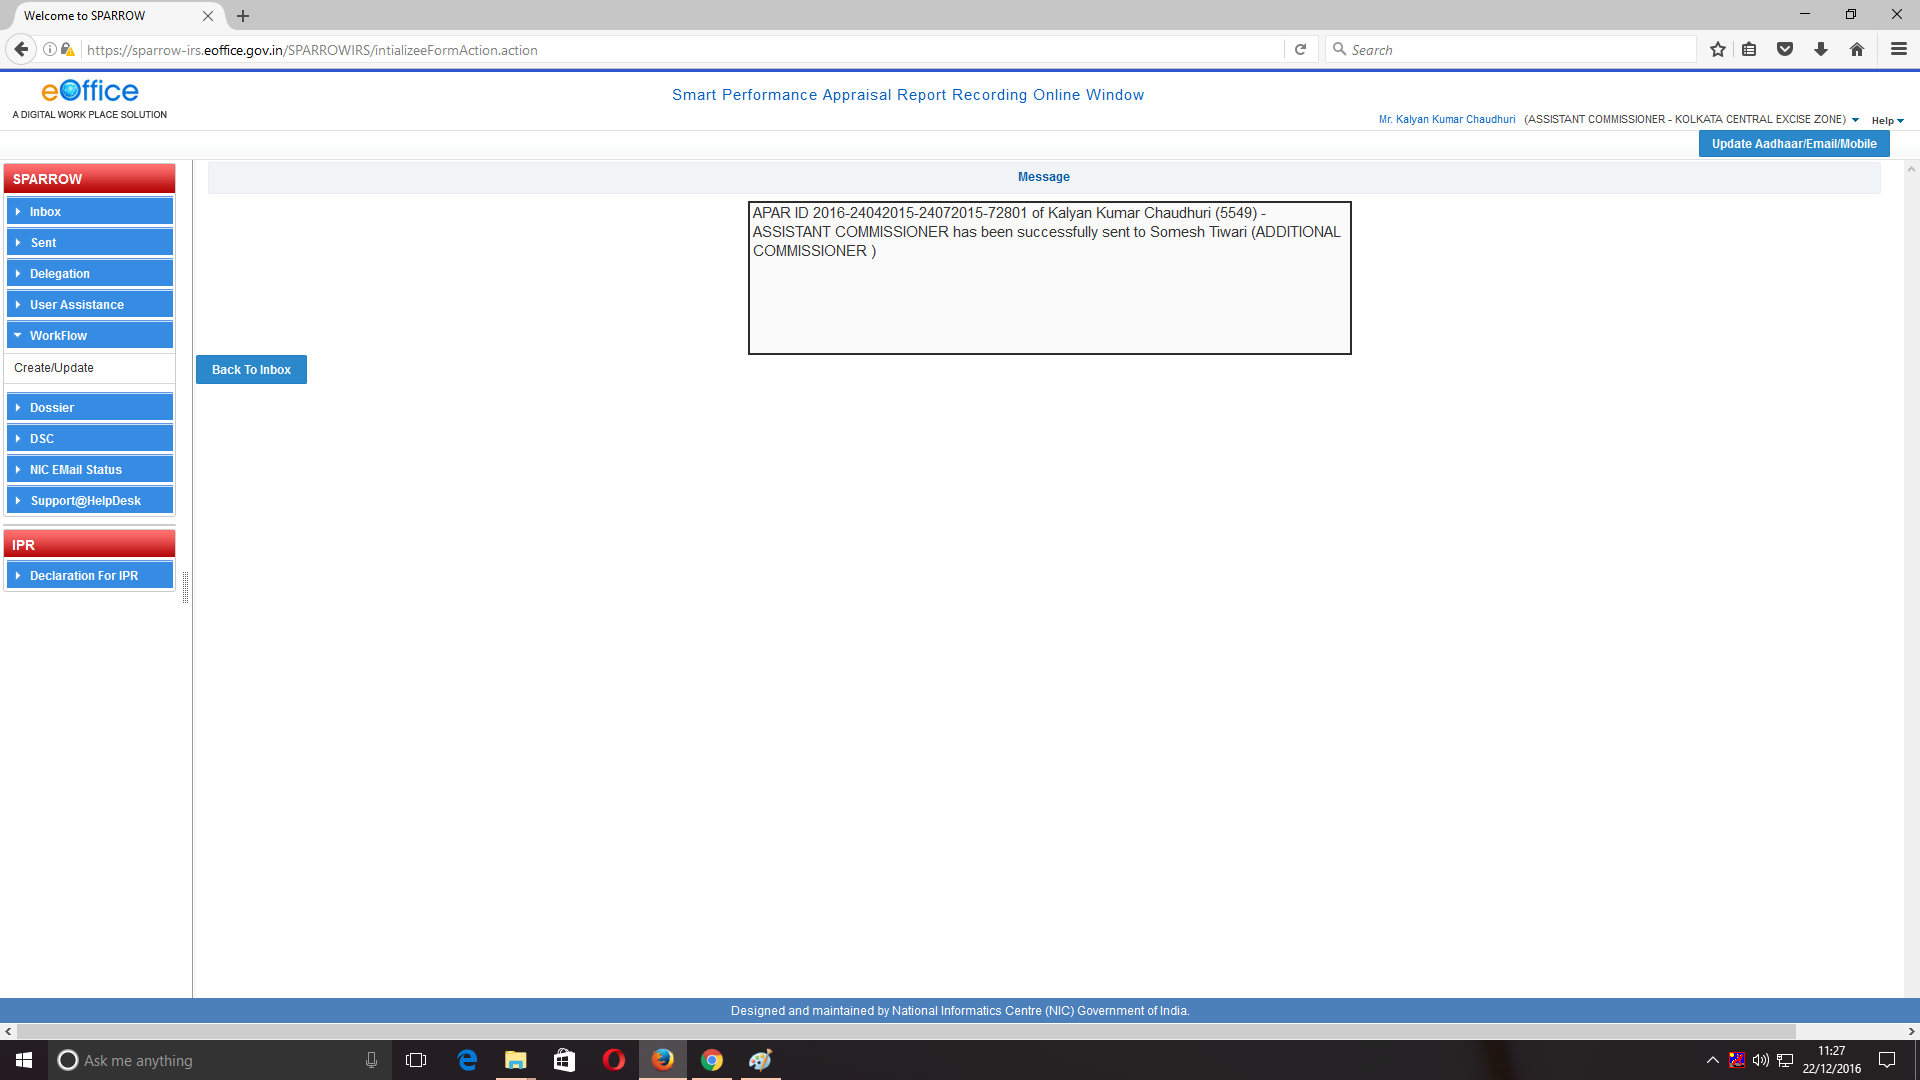 Welcome to SPARROW
https://sparrow-irs.eoffice.gov.in/SPARROWIRS/intializeeFormAction.action
Search
eOffice
A DIGITAL WORK PLACE SOLUTION
Smart Performance Appraisal Report Recording Online Window
Mr. Kalyan Kumar Chaudhuri (ASSISTANT COMMISSIONER - KOLKATA CENTRAL EXCISE ZONE) Help
Update Aadhaar/Email/Mobile
SPARROW
Inbox
Sent
Delegation
User Assistance
WorkFlow
Create/Update
Dossier
DSC
NIC EMail Status
Support@HelpDesk
IPR
Declaration For IPR
Message
APAR ID 2016-24042015-24072015-72801 of Kalyan Kumar Chaudhuri (5549) -
ASSISTANT COMMISSIONER has been successfully sent to Somesh Tiwari (ADDITIONAL
COMMISSIONER )
Back To Inbox
Designed and maintained by National Informatics Centre (NIC) Government of India.
Ask me anything
11:27
22/12/2016